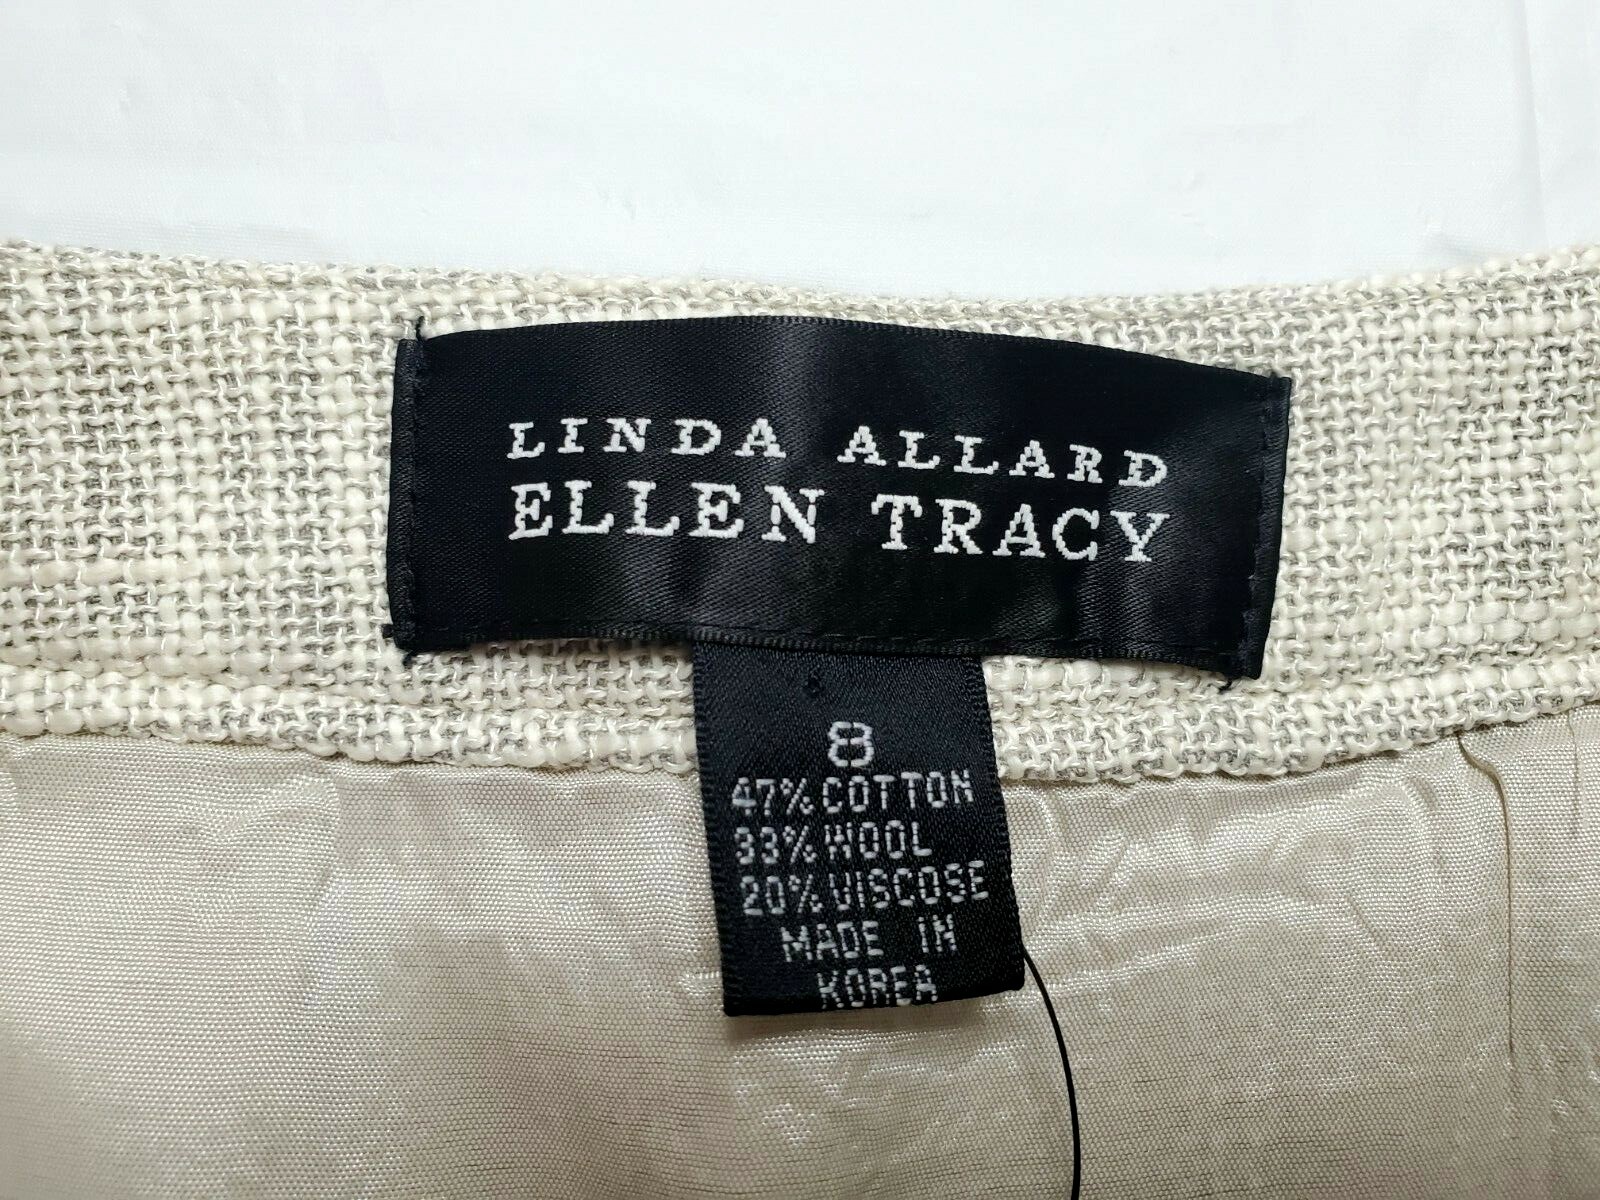 LINDA ALLARD
ELLEN TRACY
8
47% COTTON
33% WOOL
20% VISCOSE
MADE IN
KOREA